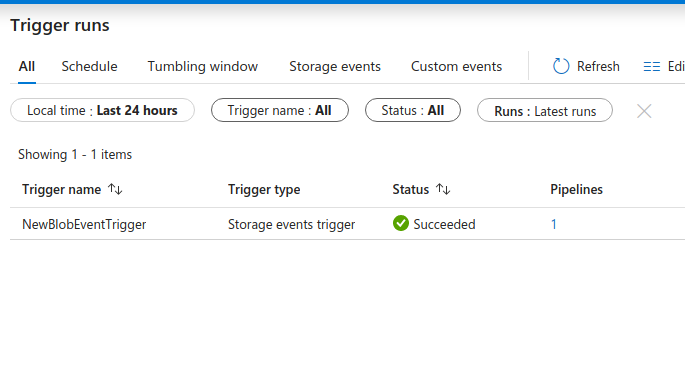 Trigger runs
All Schedule Tumbling window Storage events Custom events Refresh Edi
Local time : Last 24 hours Trigger name : All Status : All Runs : Latest runs
Showing 1 - 1 items
Trigger name Trigger type Status Pipelines
NewBlobEventTrigger Storage events trigger Succeeded 1